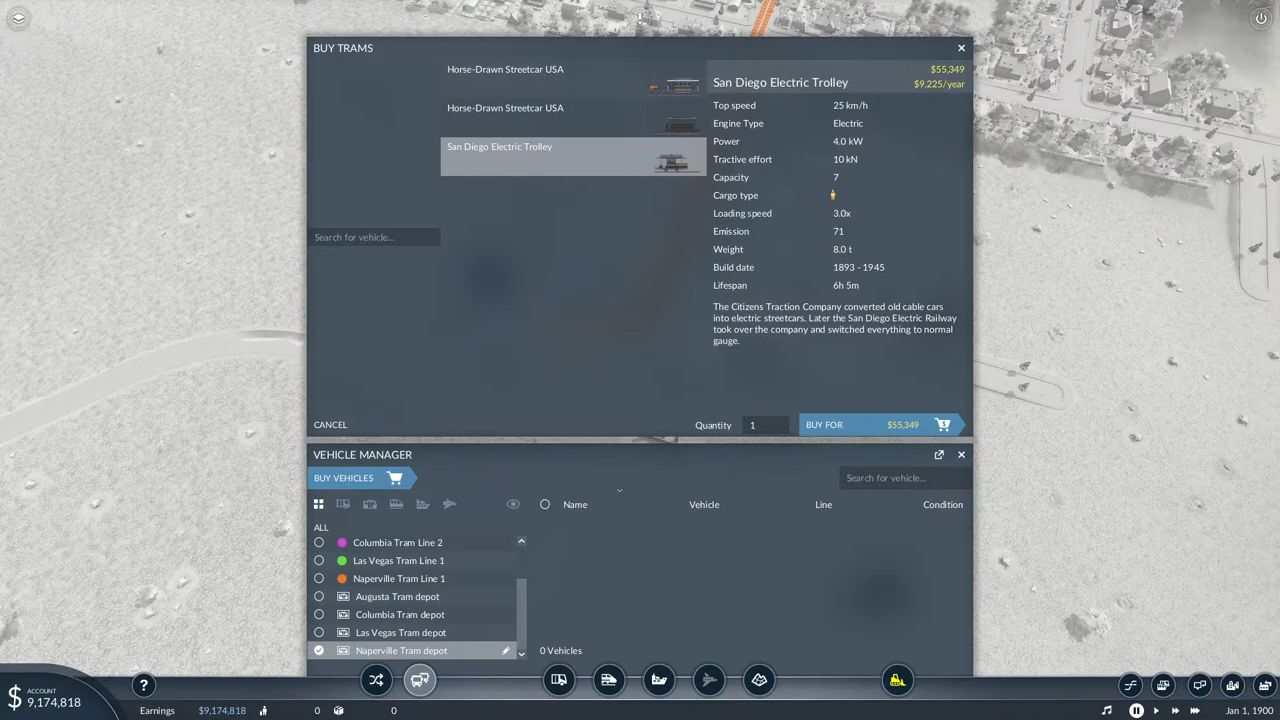 BUY TRAMS
Horse-Drawn Streetcar USA
Horse-Drawn Streetcar USA
San Diego Electric Trolley
Search for vehicle...
San Diego Electric Trolley
$55,349
$9,225/year
Top speed 25 km/h
Engine Type Electric
Power 4.0 kW
Tractive effort 10 kN
Capacity 7
Cargo type
Loading speed 3.0x
Emission 71
Weight 8.0 t
Build date 1893 - 1945
Lifespan 6h 5m
The Citizens Traction Company converted old cable cars
into electric streetcars. Later the San Diego Electric Railway
took over the company and switched everything to normal
gauge.
CANCEL
Quantity 1
BUY FOR $55,349
VEHICLE MANAGER
BUY VEHICLES
Search for vehicle...
Name Vehicle Line Condition
ALL
Columbia Tram Line 2
Las Vegas Tram Line 1
Naperville Tram Line 1
Augusta Tram depot
Columbia Tram depot
Las Vegas Tram depot
Naperville Tram depot
0 Vehicles
$ ACCOUNT
9,174,818
?
Earnings $9,174,818 0 0
Jan 1, 1900